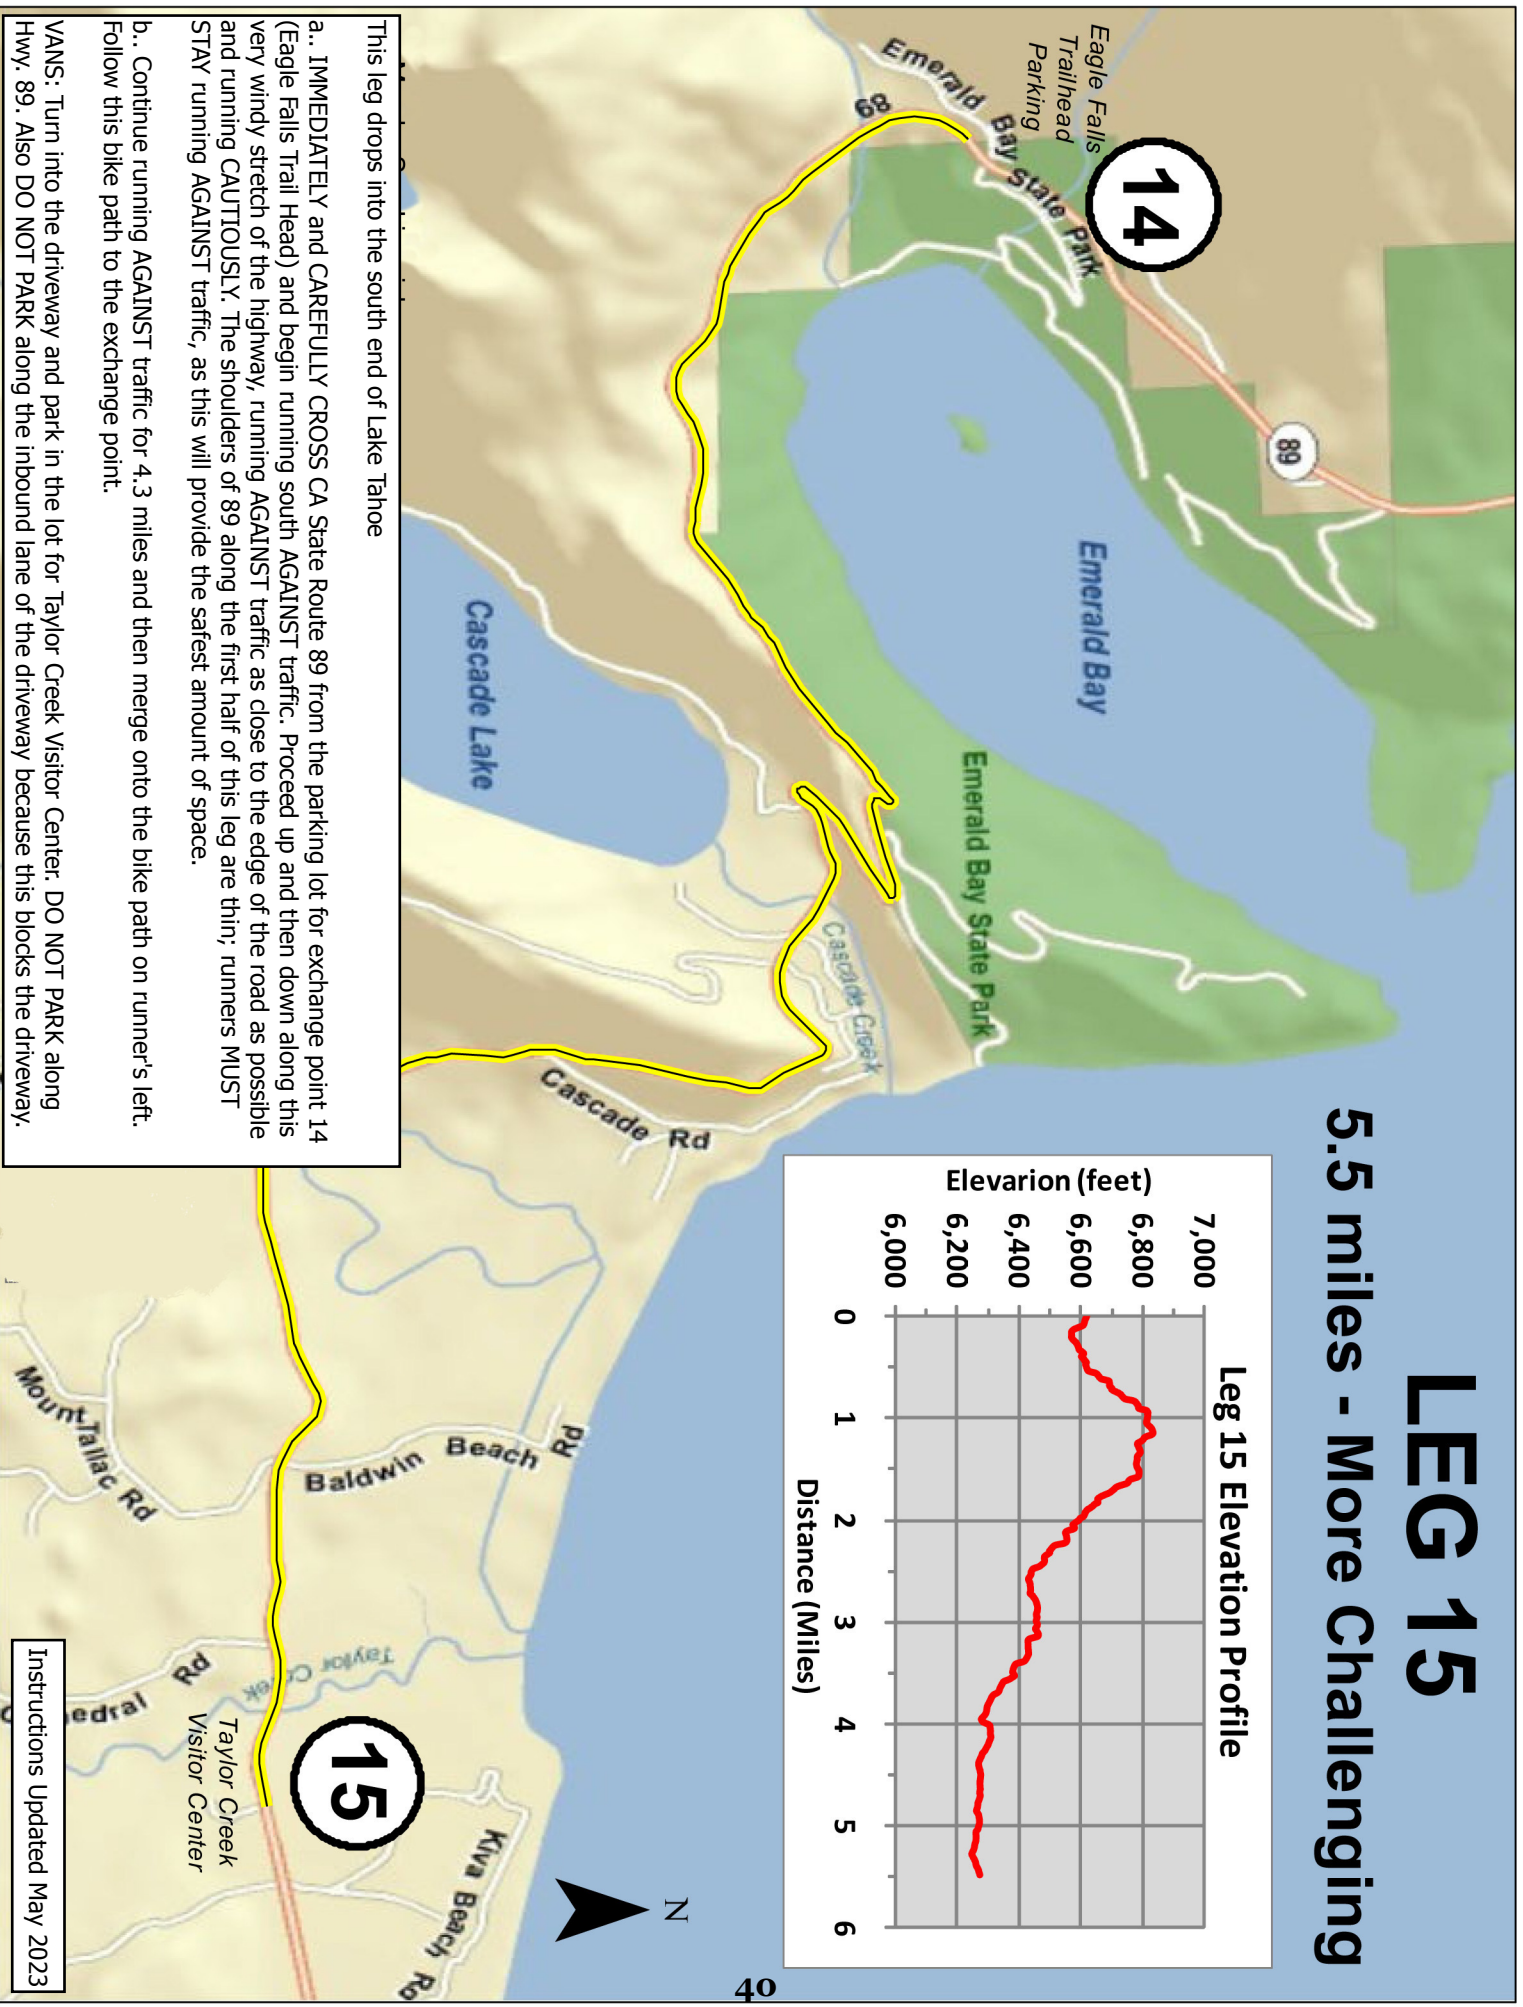 LEG 15
5.5 miles - More Challenging
Eagle Falls
Trailhead
Parking
14
Emerald Bay State Park
89
89
Emerald Bay
Emerald Bay State Park
Cascade Lake
Cascade Creek
Cascade Rd
Leg 15 Elevation Profile
Elevarion (feet)
7,000
6,800
6,600
6,400
6,200
6,000
0 1 2 3 4 5 6
Distance (Miles)
This leg drops into the south end of Lake Tahoe
a.. IMMEDIATELY and CAREFULLY CROSS CA State Route 89 from the parking lot for exchange point 14
(Eagle Falls Trail Head) and begin running south AGAINST traffic. Proceed up and then down along this
very windy stretch of the highway, running AGAINST traffic as close to the edge of the road as possible
and running CAUTIOUSLY. The shoulders of 89 along the first half of this leg are thin; runners MUST
STAY running AGAINST traffic, as this will provide the safest amount of space.
b.. Continue running AGAINST traffic for 4.3 miles and then merge onto the bike path on runner's left.
Follow this bike path to the exchange point.
VANS: Turn into the driveway and park in the lot for Taylor Creek Visitor Center. DO NOT PARK along
Hwy. 89. Also DO NOT PARK along the inbound lane of the driveway because this blocks the driveway.
Baldwin Beach Rd
Mount Tallac Rd
Taylor Creek
edral Rd
15
Taylor Creek
Visitor Center
Kiva Beach Ra
N
Instructions Updated May 2023
40